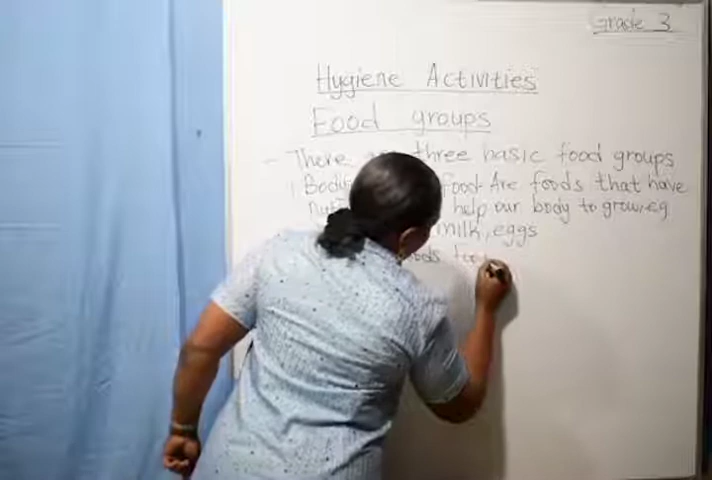 Grade 3
Hygiene Activities
Food groups
- There are three basic food groups
food Are foods that have
help our body to grow.eg
milk, eggs